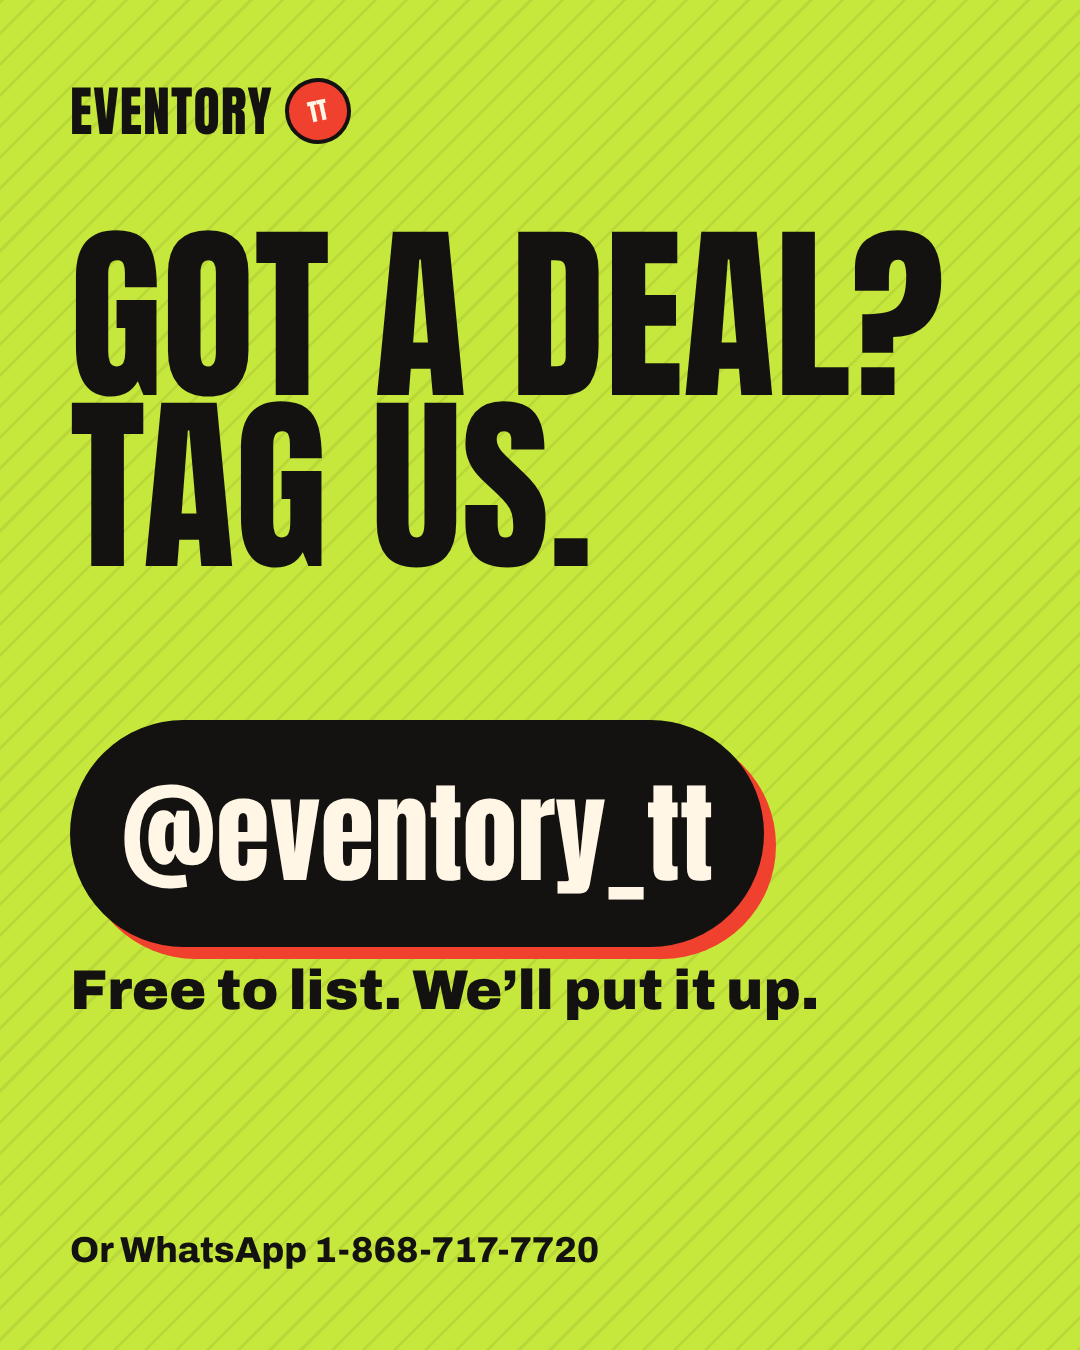 EVENTORY TT
GOT A DEAL?
TAG US.
@eventory_tt
Free to list. We’ll put it up.
Or WhatsApp 1-868-717-7720